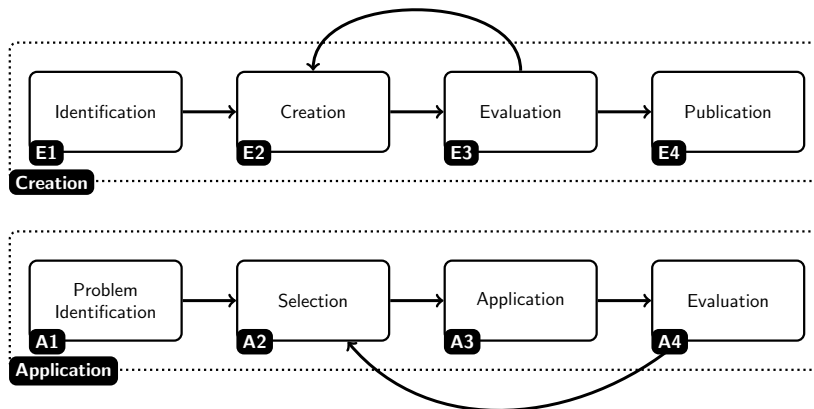 Identification
Creation
Evaluation
Publication
E1
E2
E3
E4
Creation
Problem
Identification
Selection
Application
Evaluation
A1
A2
A3
A4
Application